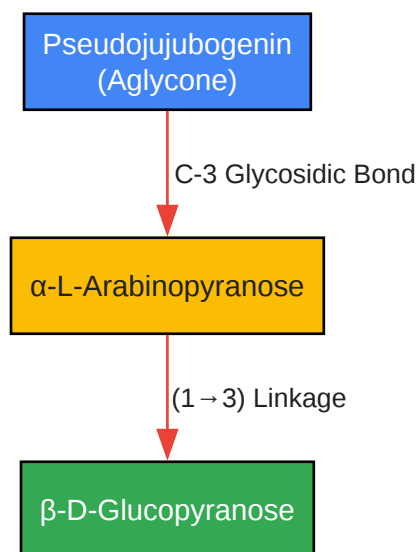 Pseudojujubogenin
(Aglycone)
C-3 Glycosidic Bond
α-L-Arabinopyranose
(1→3) Linkage
β-D-Glucopyranose